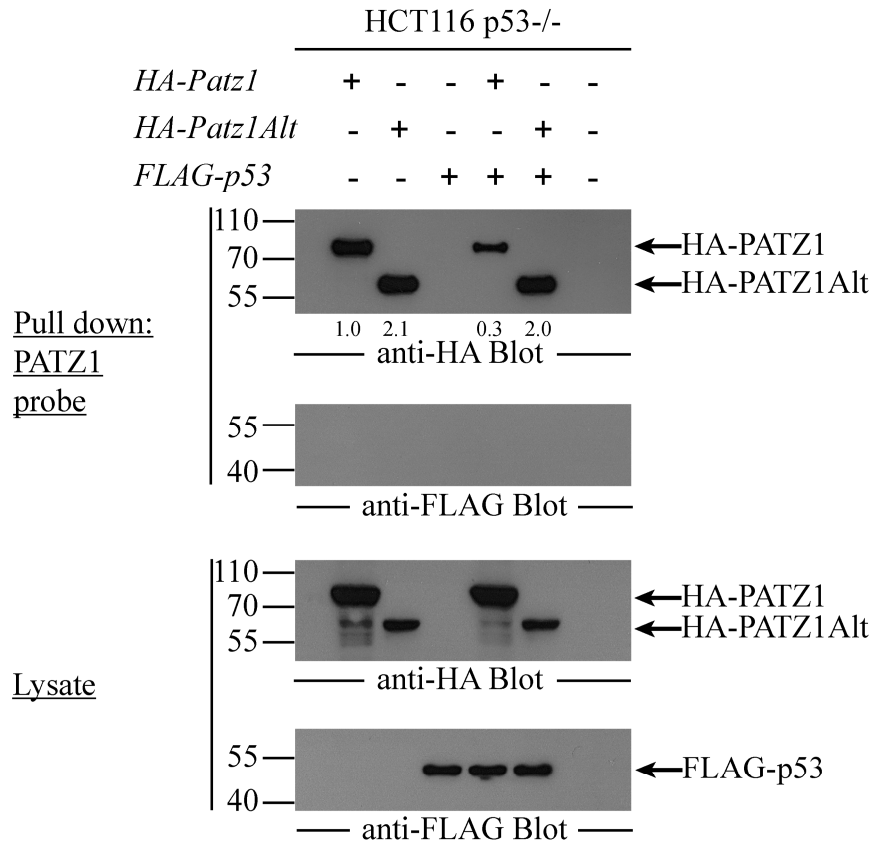 HCT116 p53-/-
HA-Patz1 + - - + - -
HA-Patz1Alt - + - - + -
FLAG-p53 - - + + + -
110
70
55
HA-PATZ1
HA-PATZ1Alt
1.0 2.1 0.3 2.0
anti-HA Blot
Pull down:
PATZ1
probe
55
40
anti-FLAG Blot
110
70
55
HA-PATZ1
HA-PATZ1Alt
anti-HA Blot
Lysate
55
40
FLAG-p53
anti-FLAG Blot